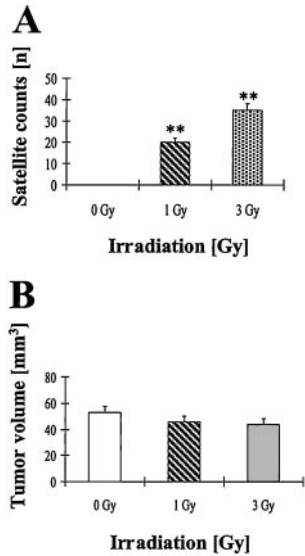 A
Satellite counts [n]
50
40
30
20
10
0
**
**
0 Gy 1 Gy 3 Gy
Irradiation [Gy]
B
Tumor volume [mm³]
80
60
40
20
0
0 Gy 1 Gy 3 Gy
Irradiation [Gy]